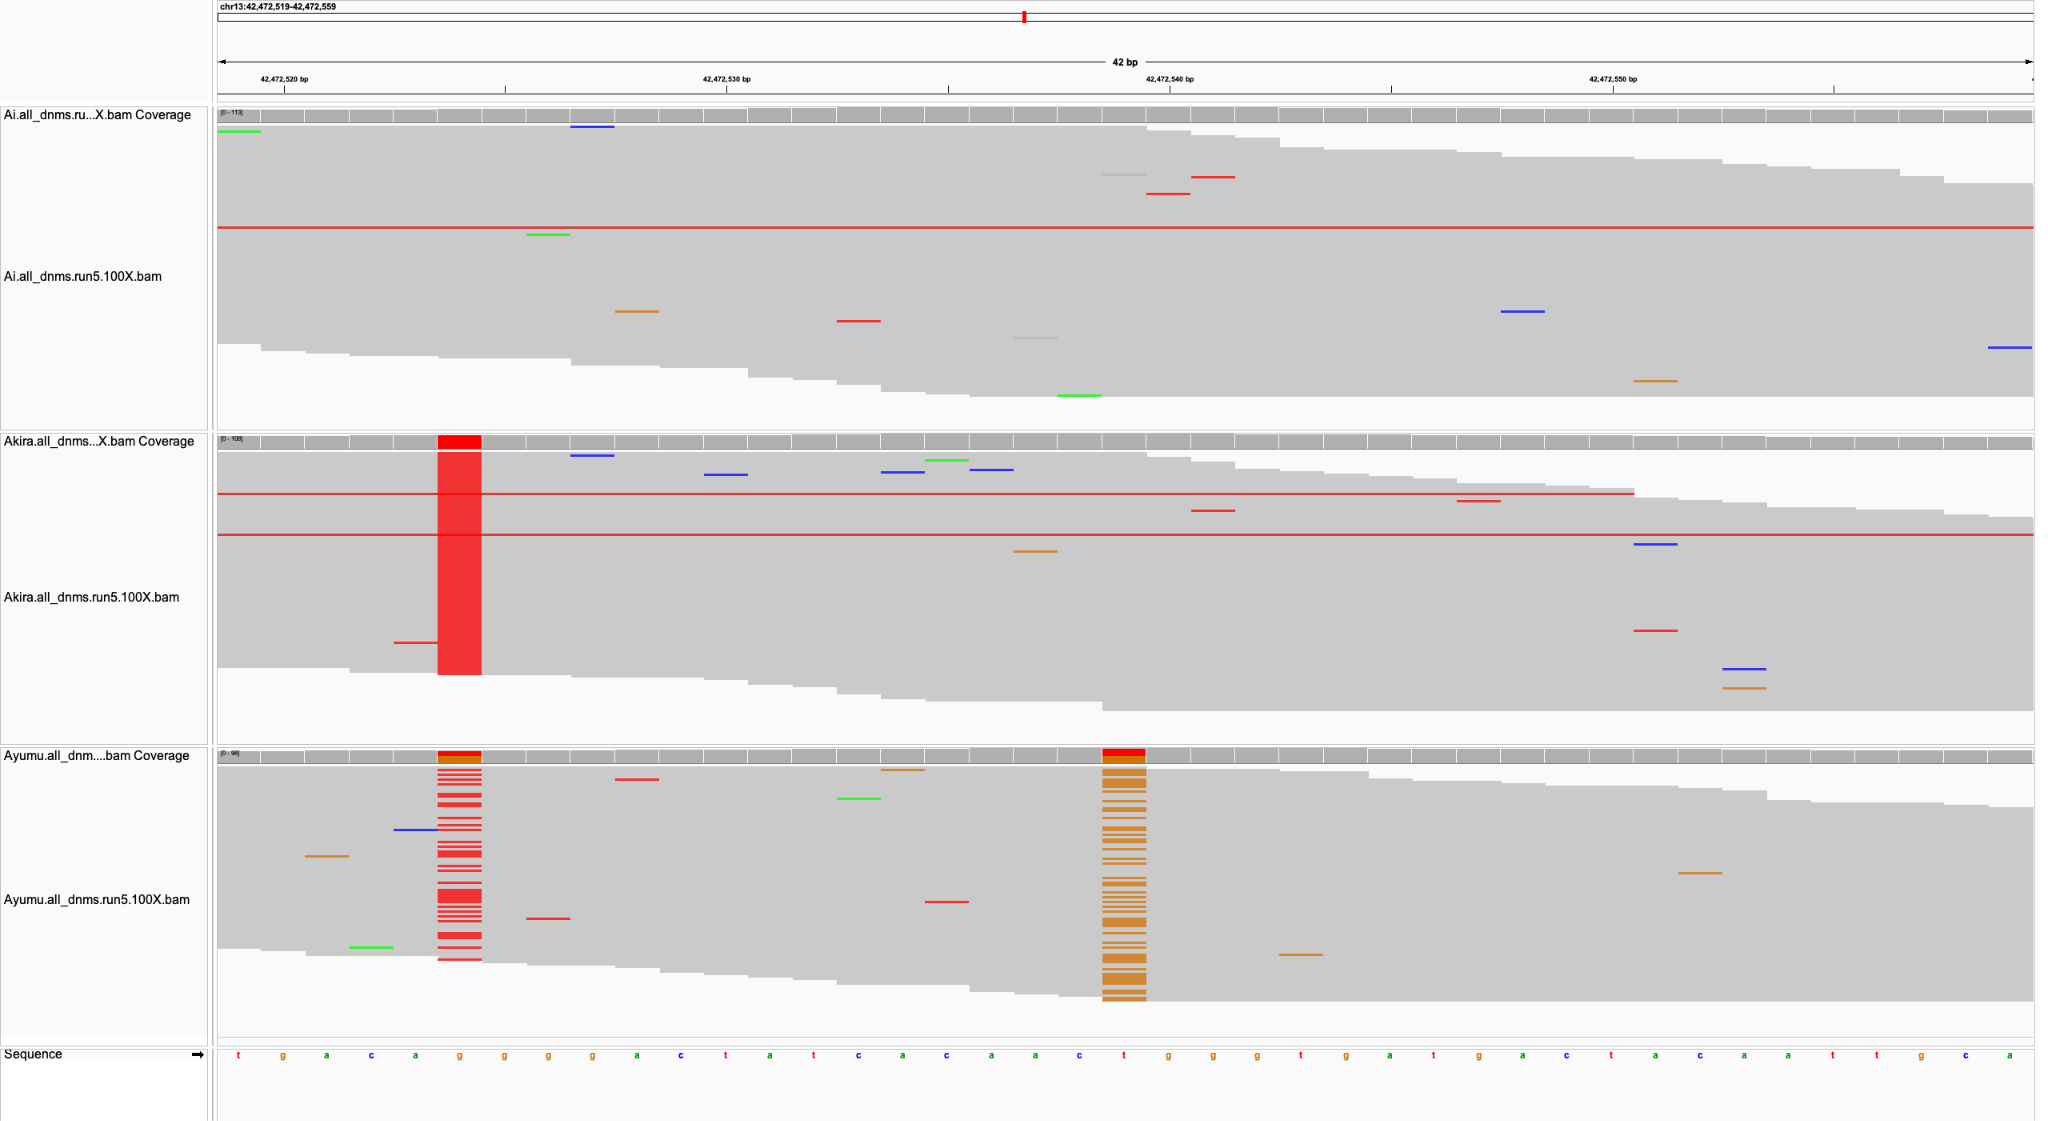 chr13:42,472,519-42,472,559
42 bp
42,472,520 bp 42,472,530 bp 42,472,540 bp 42,472,550 bp
Ai.all_dnms.ru...X.bam Coverage
[0 - 113]
Ai.all_dnms.run5.100X.bam
Akira.all_dnms...X.bam Coverage
[0 - 108]
Akira.all_dnms.run5.100X.bam
Ayumu.all_dnm....bam Coverage
[0 - 98]
Ayumu.all_dnms.run5.100X.bam
Sequence
t g a c a g g g g a c t a t c a c a a c t g g g t g a t g a c t a c a a t t g c a